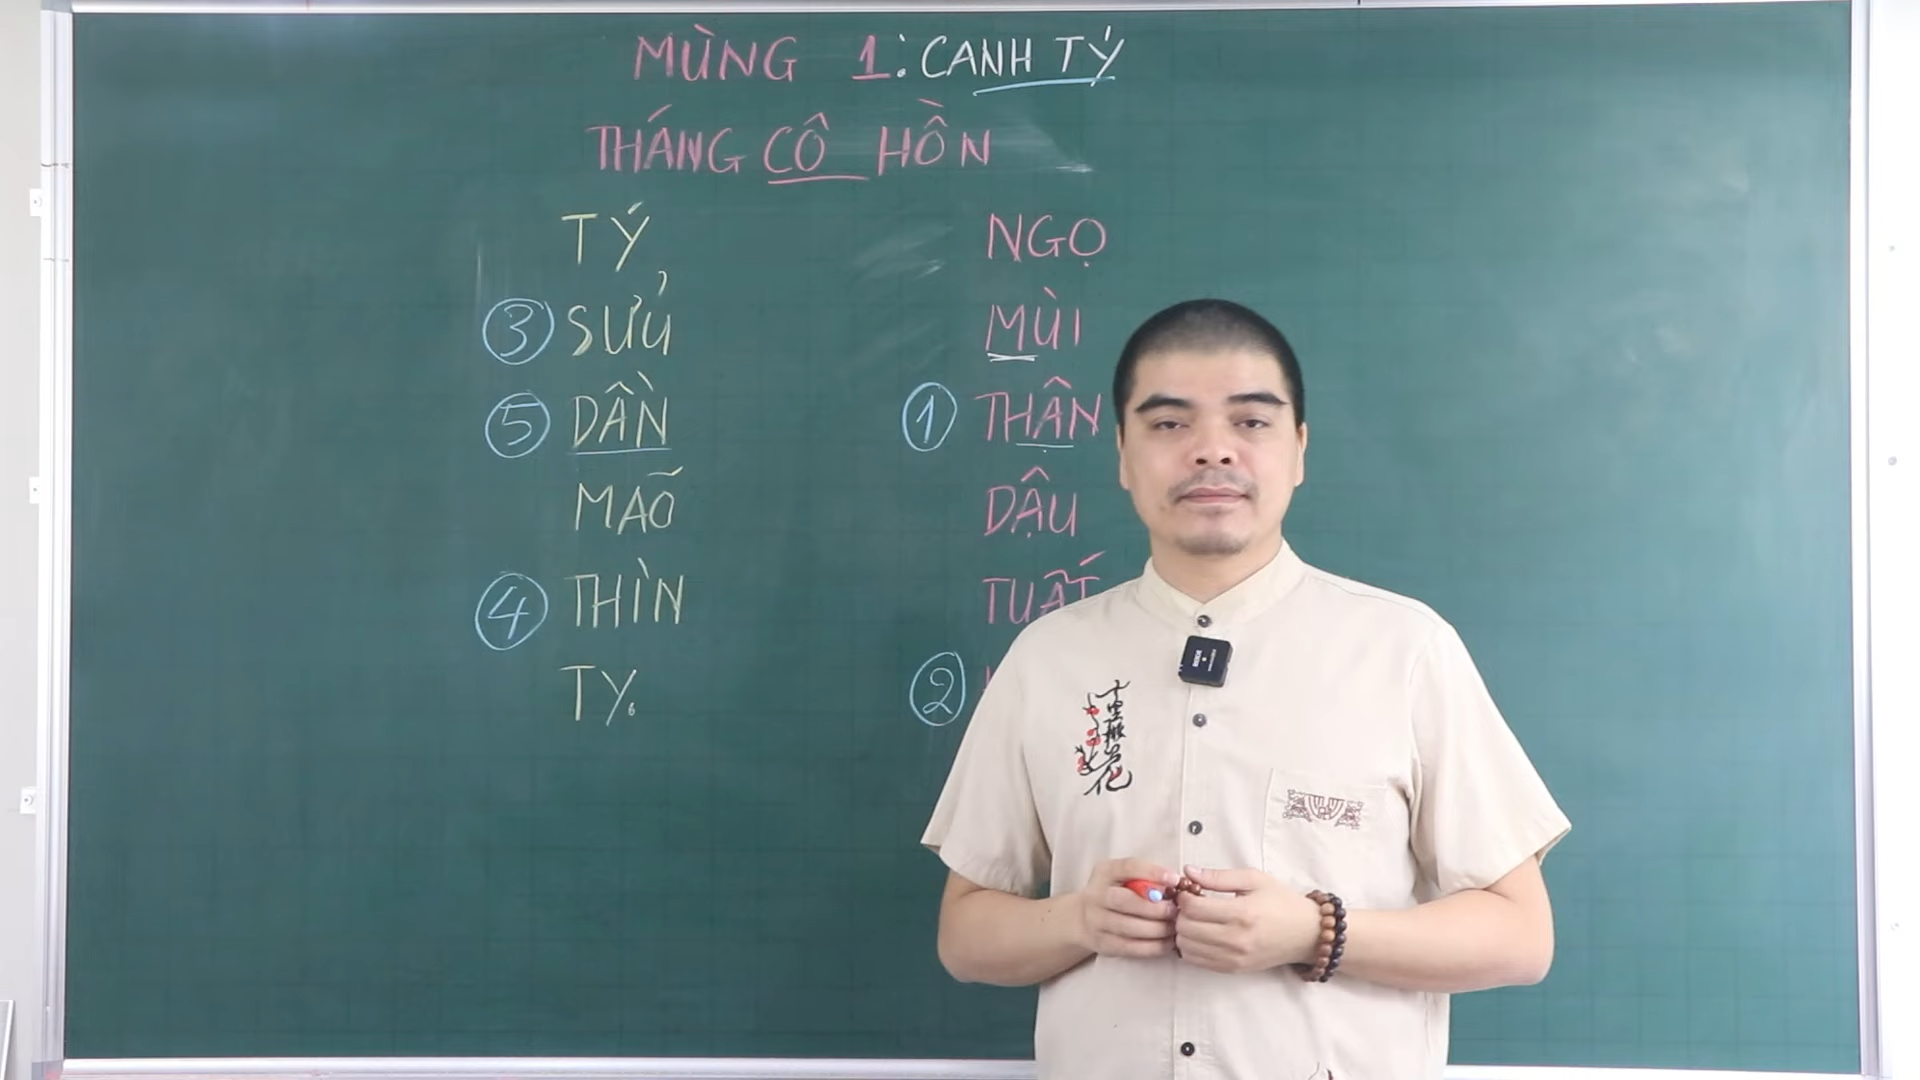 MÙNG 1: CANH TÝ
THÁNG CÔ HỒN
TÝ
③ SỬU
⑤ DẦN
MÃO
④ THÌN
TỴ
NGỌ
MÙI
① THÂN
DẬU
TUẤT
②